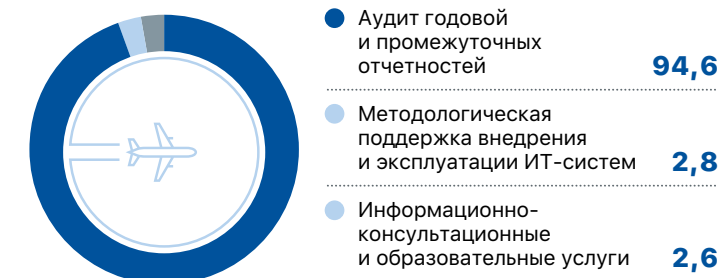 Аудит годовой
и промежуточных
отчетностей 94,6
Методологическая
поддержка внедрения
и эксплуатации ИТ-систем 2,8
Информационно-
консультационные
и образовательные услуги 2,6